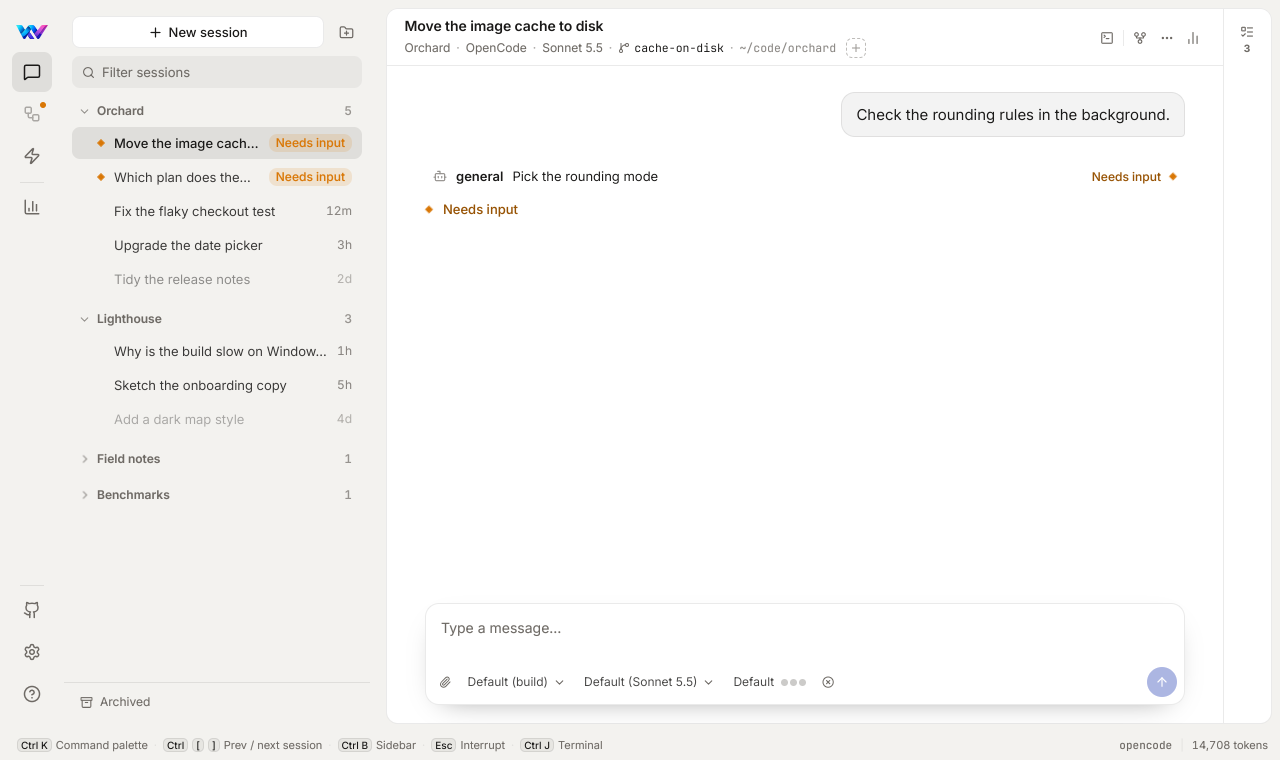 New session
Filter sessions
Orchard 5
Move the image cach... Needs input
Which plan does the... Needs input
Fix the flaky checkout test 12m
Upgrade the date picker 3h
Tidy the release notes 2d
Lighthouse 3
Why is the build slow on Window... 1h
Sketch the onboarding copy 5h
Add a dark map style 4d
Field notes 1
Benchmarks 1
Archived
Move the image cache to disk
Orchard · OpenCode · Sonnet 5.5 · cache-on-disk · ~/code/orchard
3
Check the rounding rules in the background.
general Pick the rounding mode Needs input
Needs input
Type a message...
Default (build) Default (Sonnet 5.5) Default
Ctrl K Command palette Ctrl [ ] Prev / next session Ctrl B Sidebar Esc Interrupt Ctrl J Terminal
opencode 14,708 tokens